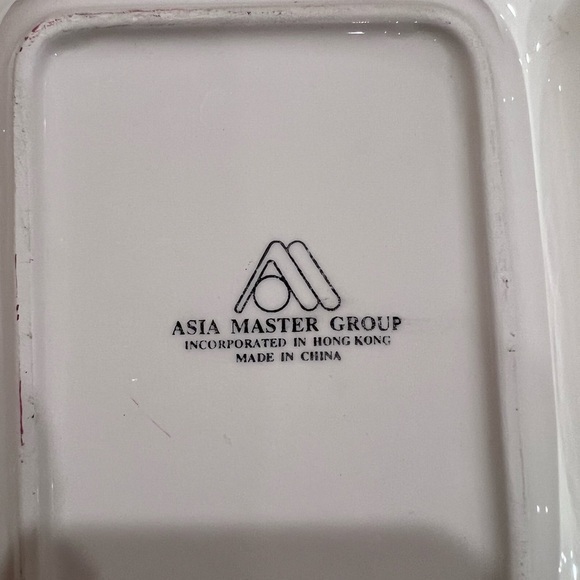 ASIA MASTER GROUP
INCORPORATED IN HONG KONG
MADE IN CHINA